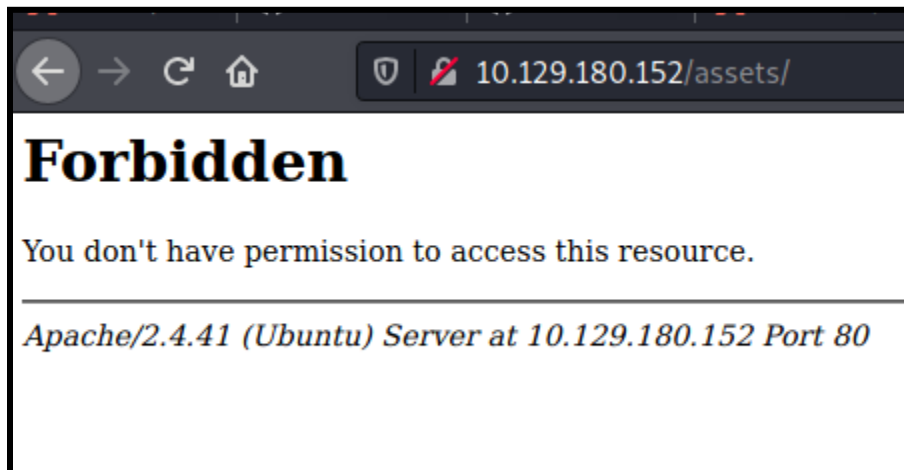 10.129.180.152/assets/
Forbidden
You don't have permission to access this resource.
Apache/2.4.41 (Ubuntu) Server at 10.129.180.152 Port 80